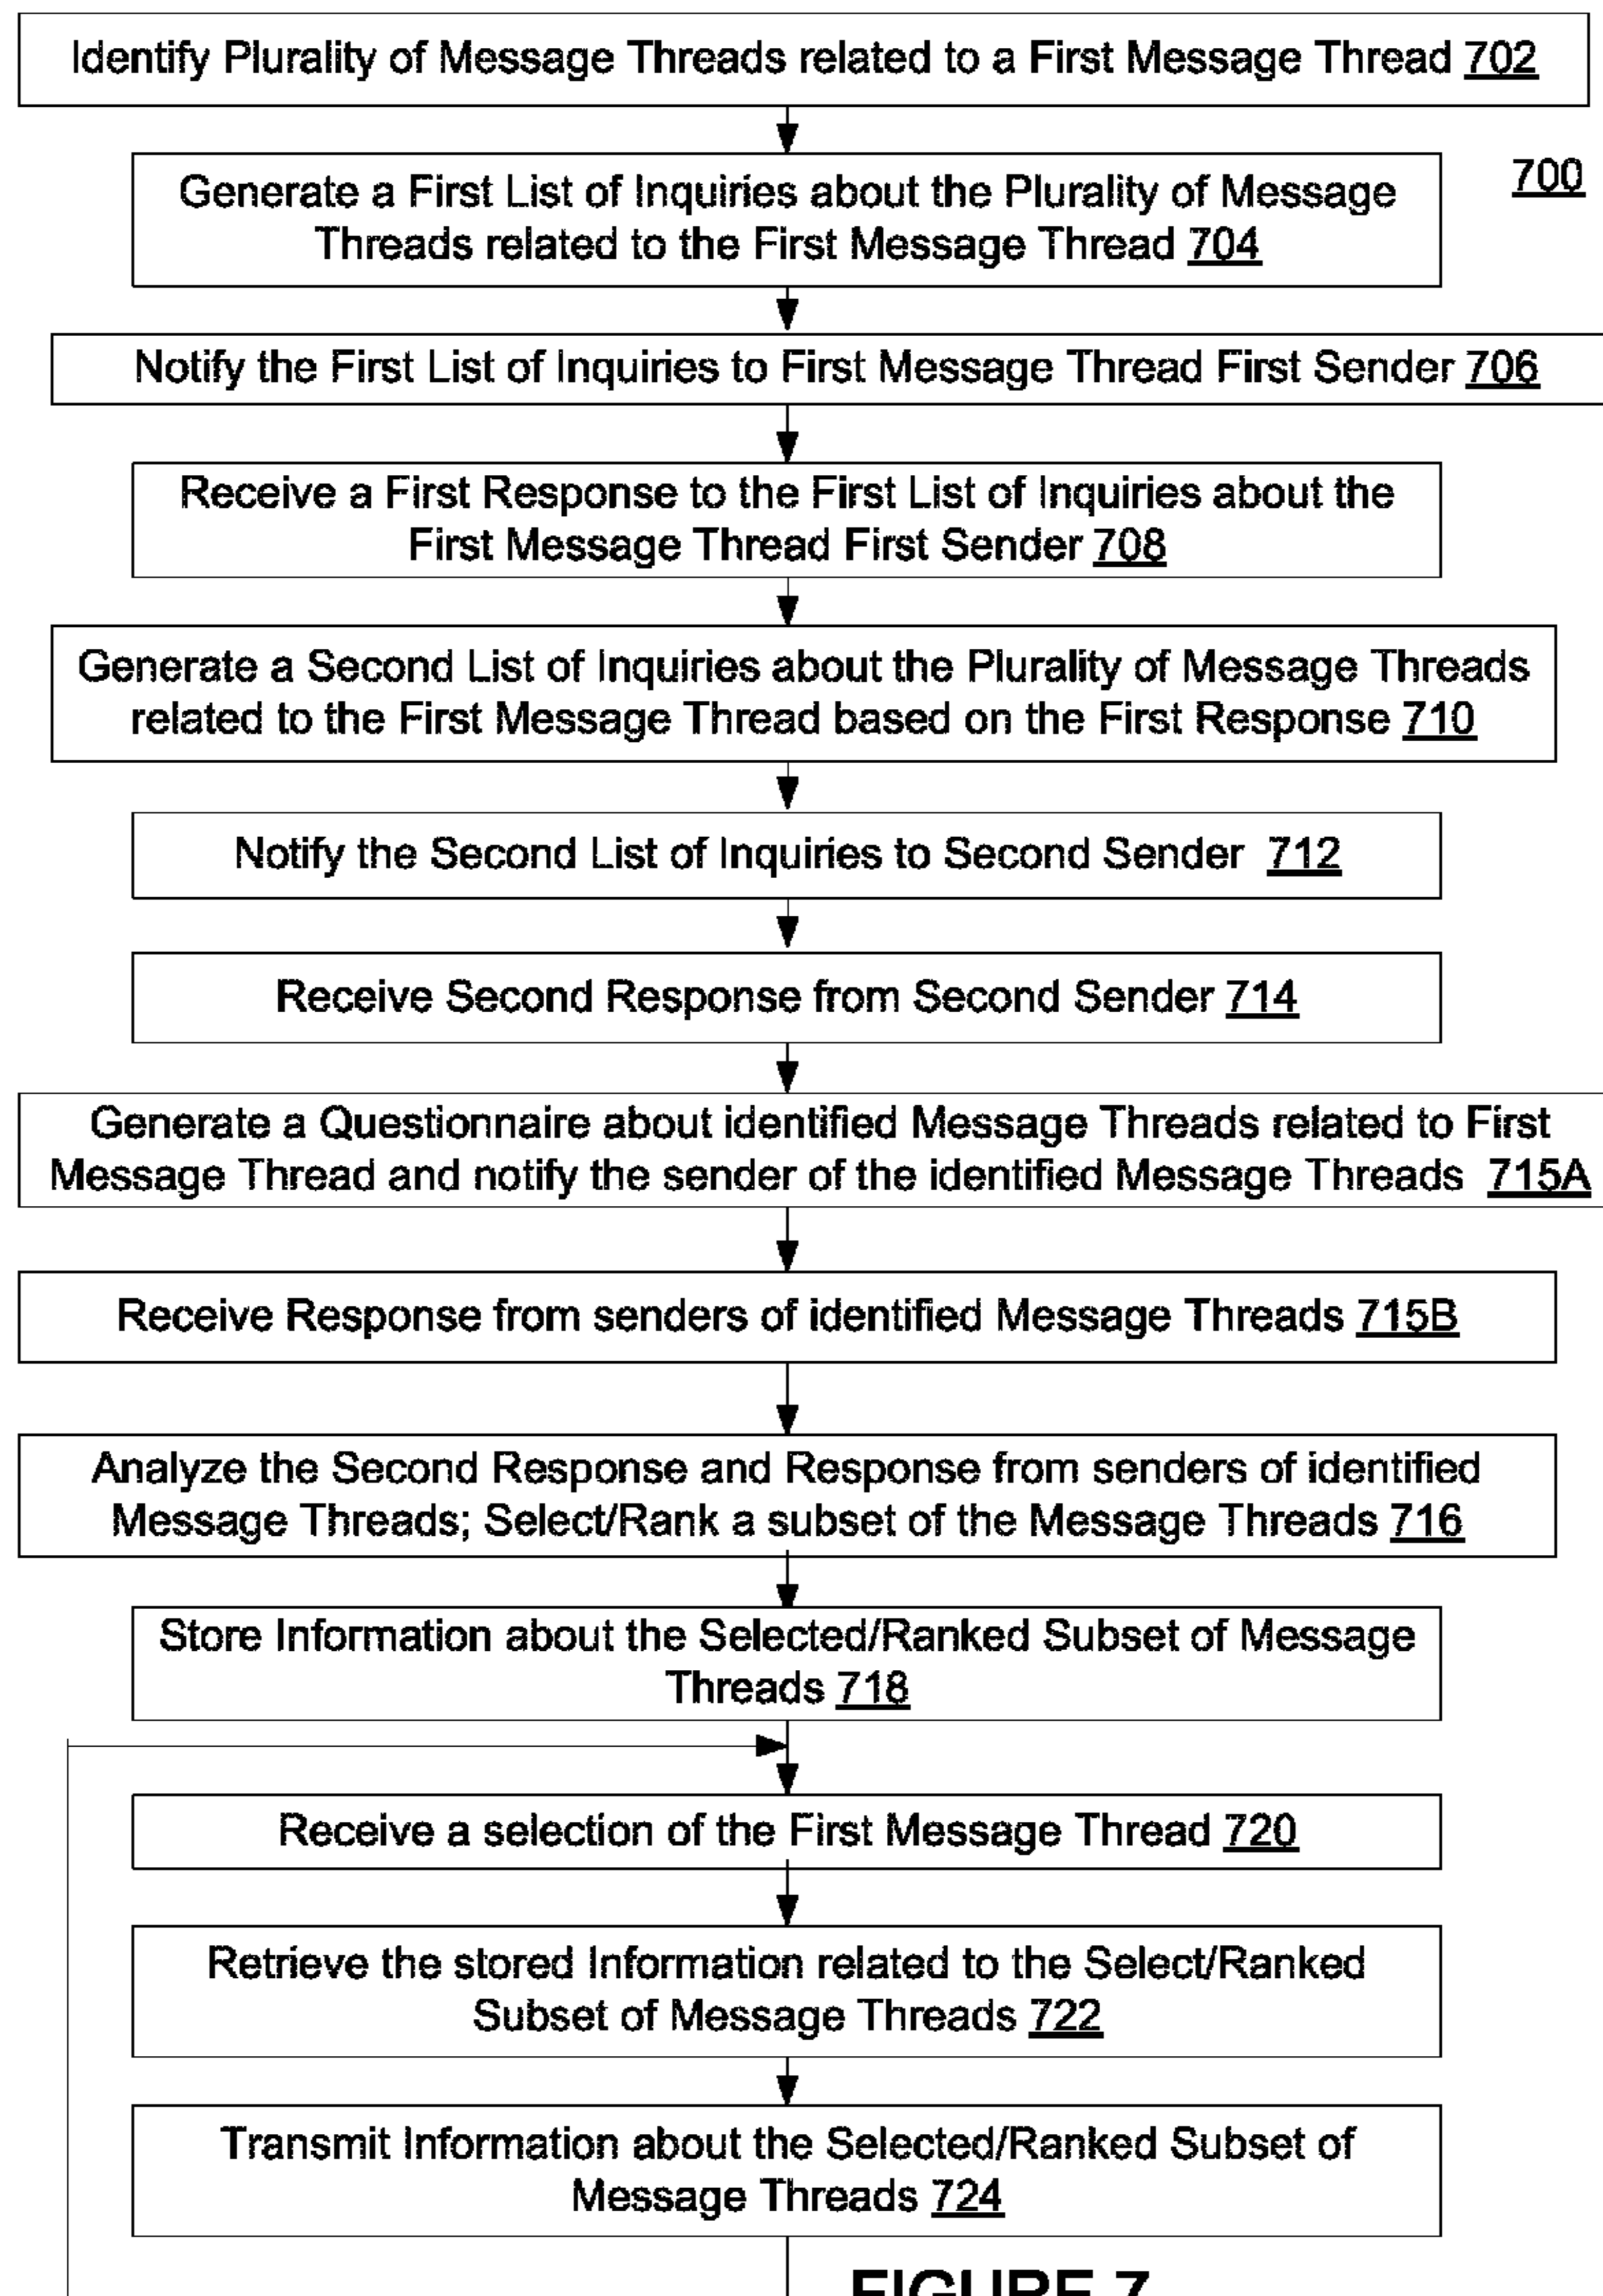 Identify Plurality of Message Threads related to a First Message Thread 702
700
Generate a First List of Inquiries about the Plurality of Message
Threads related to the First Message Thread 704
Notify the First List of Inquiries to First Message Thread First Sender 706
Receive a First Response to the First List of Inquiries about the
First Message Thread First Sender 708
Generate a Second List of Inquiries about the Plurality of Message Threads
related to the First Message Thread based on the First Response 710
Notify the Second List of Inquiries to Second Sender 712
Receive Second Response from Second Sender 714
Generate a Questionnaire about identified Message Threads related to First
Message Thread and notify the sender of the identified Message Threads 715A
Receive Response from senders of identified Message Threads 715B
Analyze the Second Response and Response from senders of identified
Message Threads; Select/Rank a subset of the Message Threads 716
Store Information about the Selected/Ranked Subset of Message
Threads 718
Receive a selection of the First Message Thread 720
Retrieve the stored Information related to the Select/Ranked
Subset of Message Threads 722
Transmit Information about the Selected/Ranked Subset of
Message Threads 724
FIGURE 7